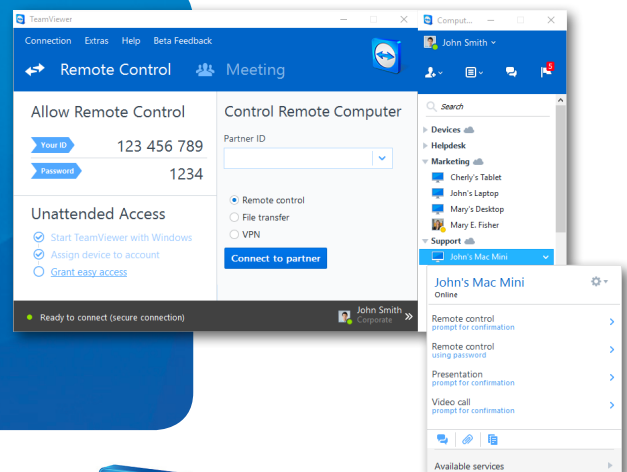 TeamViewer
Connection Extras Help Beta Feedback
Remote Control Meeting
Allow Remote Control
Your ID 123 456 789
Password 1234
Unattended Access
Start TeamViewer with Windows
Assign device to account
Grant easy access
Control Remote Computer
Partner ID
Remote control
File transfer
VPN
Connect to partner
Ready to connect (secure connection)
John Smith
Corporate
Comput...
John Smith
5
Search
Devices
Helpdesk
Marketing
Cherly's Tablet
John's Laptop
Mary's Desktop
Mary E. Fisher
Support
John's Mac Mini
John's Mac Mini
Online
Remote control
prompt for confirmation
Remote control
using password
Presentation
prompt for confirmation
Video call
prompt for confirmation
Available services